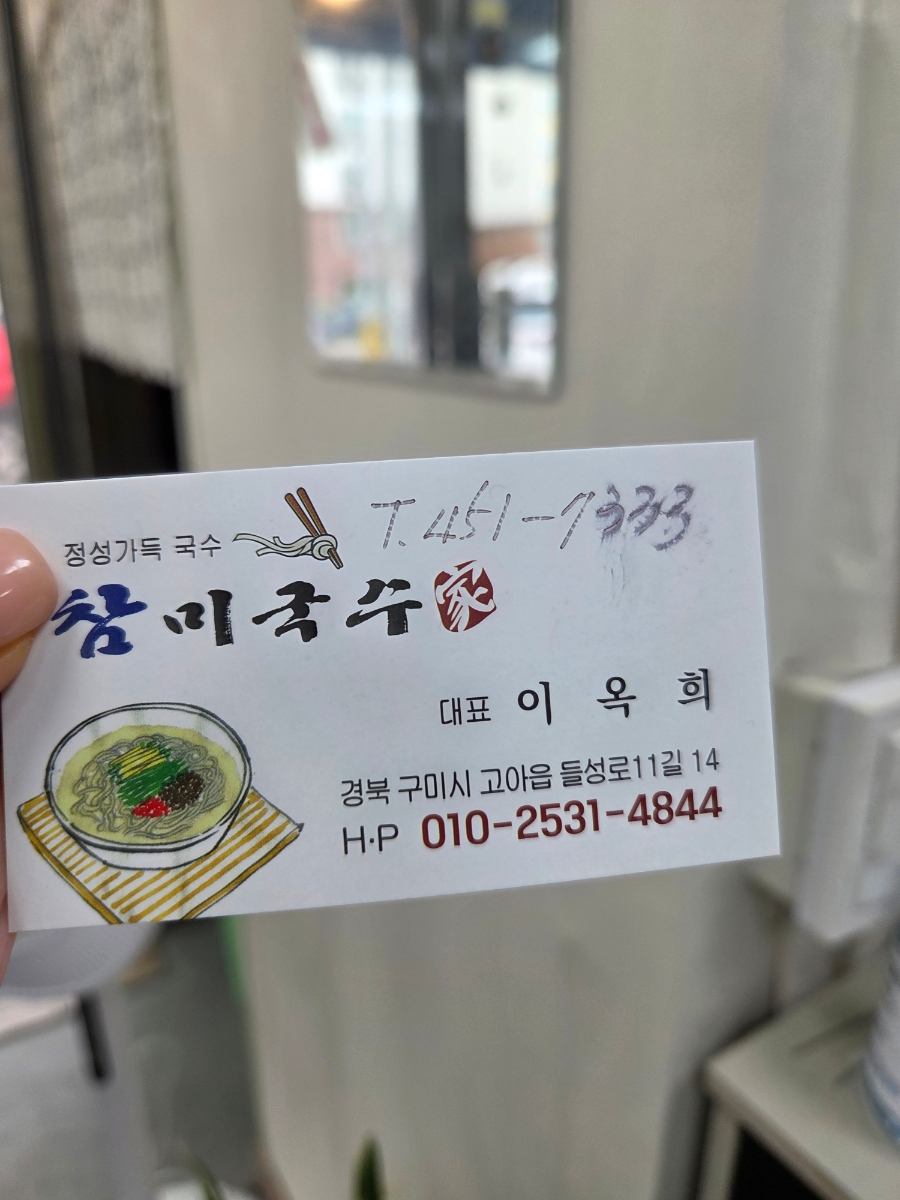 T. 451-7333
정성가득 국수
참미국수家
대표 이 옥 희
경북 구미시 고아읍 들성로11길 14
H·P 010-2531-4844